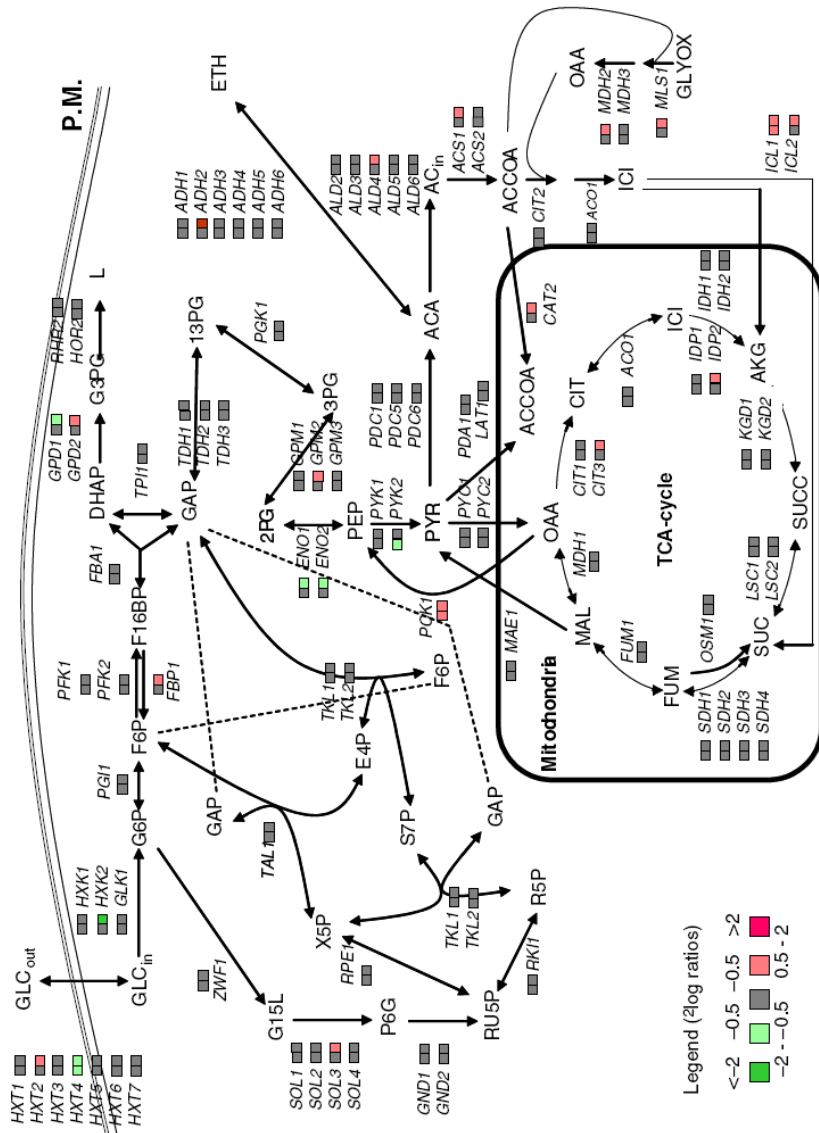 HXT1
HXT2
HXT3
HXT4
HXT5
HXT6
HXT7
GLC out
GLC in
HXK1
HXK2
GLK1
G6P
PGI1
F6P
PFK1
PFK2
FBP1
F16BP
FBA1
DHAP
TPI1
GAP
GPD1
GPD2
G3PG
RHR2
HOR2
L
P.M.
ZWF1
G15L
SOL1
SOL2
SOL3
SOL4
P6G
GND1
GND2
RU5P
RPE1
RKI1
X5P
R5P
TAL1
GAP
E4P
S7P
TKL1
TKL2
GAP
TKL1
TKL2
F6P
TDH1
TDH2
TDH3
13PG
PGK1
3PG
GPM1
GPM2
GPM3
2PG
ENO1
ENO2
PEP
PYK1
PYK2
PCK1
PYR
PDC1
PDC5
PDC6
ACA
ADH1
ADH2
ADH3
ADH4
ADH5
ADH6
ETH
ALD2
ALD3
ALD4
ALD5
ALD6
AC in
ACS1
ACS2
ACCOA
PYC1
PYC2
PDA1
LAT1
ACCOA
CAT2
CIT2
ACO1
ICI
OAA
MDH2
MDH3
MLS1
GLYOX
ICL1
ICL2
Mitochondria
MAE1
OAA
MDH1
MAL
FUM1
FUM
OSM1
SDH1
SDH2
SDH3
SDH4
SUC
LSC1
LSC2
SUCC
KGD1
KGD2
AKG
IDP1
IDP2
IDH1
IDH2
ICI
ACO1
CIT
CIT1
CIT3
TCA-cycle
Legend (²log ratios)
<-2 -0.5 -0.5 >2
-2 - -0.5 0.5 - 2